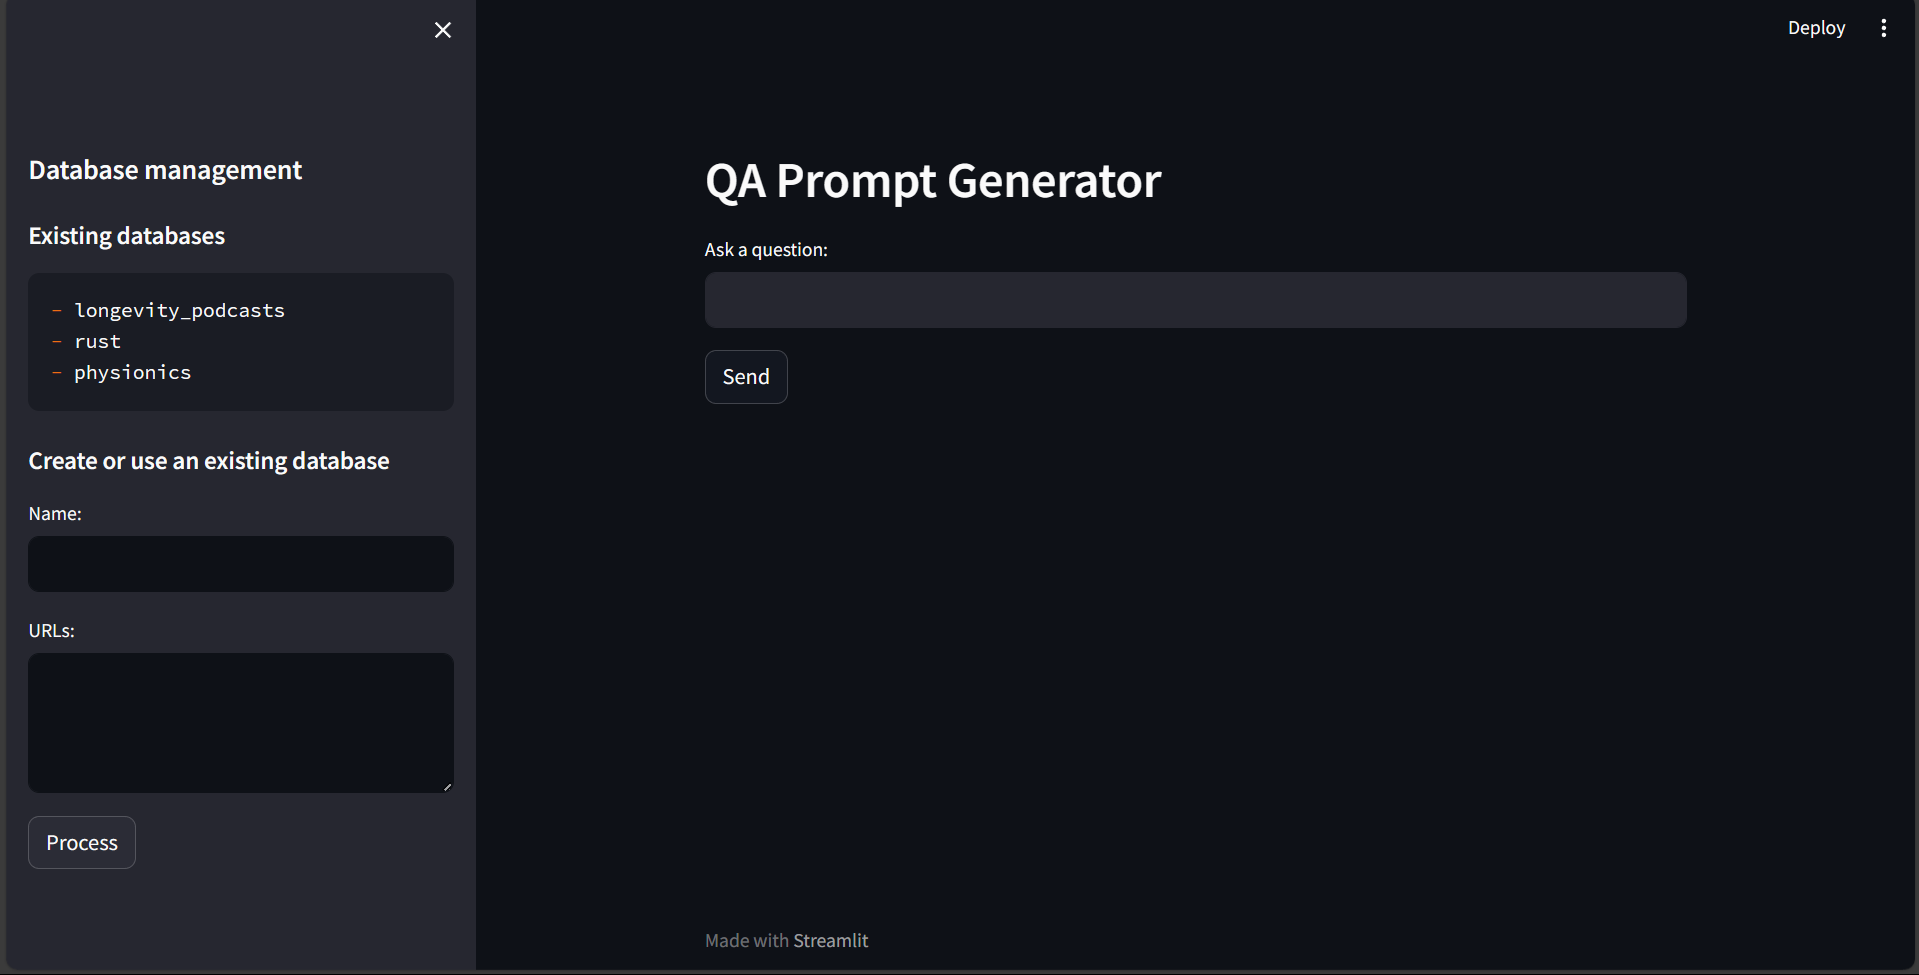 Deploy
Database management
Existing databases
- longevity_podcasts
- rust
- physionics
Create or use an existing database
Name:
URLs:
Process
QA Prompt Generator
Ask a question:
Send
Made with Streamlit